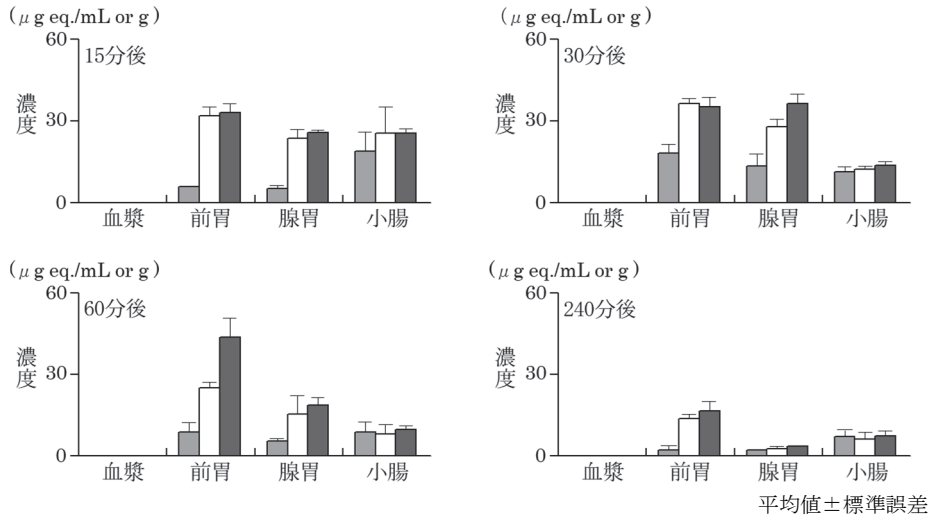 (μg eq./mL or g)
60
15分後
濃度
30
0
血漿 前胃 腺胃 小腸
(μg eq./mL or g)
60
30分後
濃度
30
0
血漿 前胃 腺胃 小腸
(μg eq./mL or g)
60
60分後
濃度
30
0
血漿 前胃 腺胃 小腸
(μg eq./mL or g)
60
240分後
濃度
30
0
血漿 前胃 腺胃 小腸
平均値±標準誤差